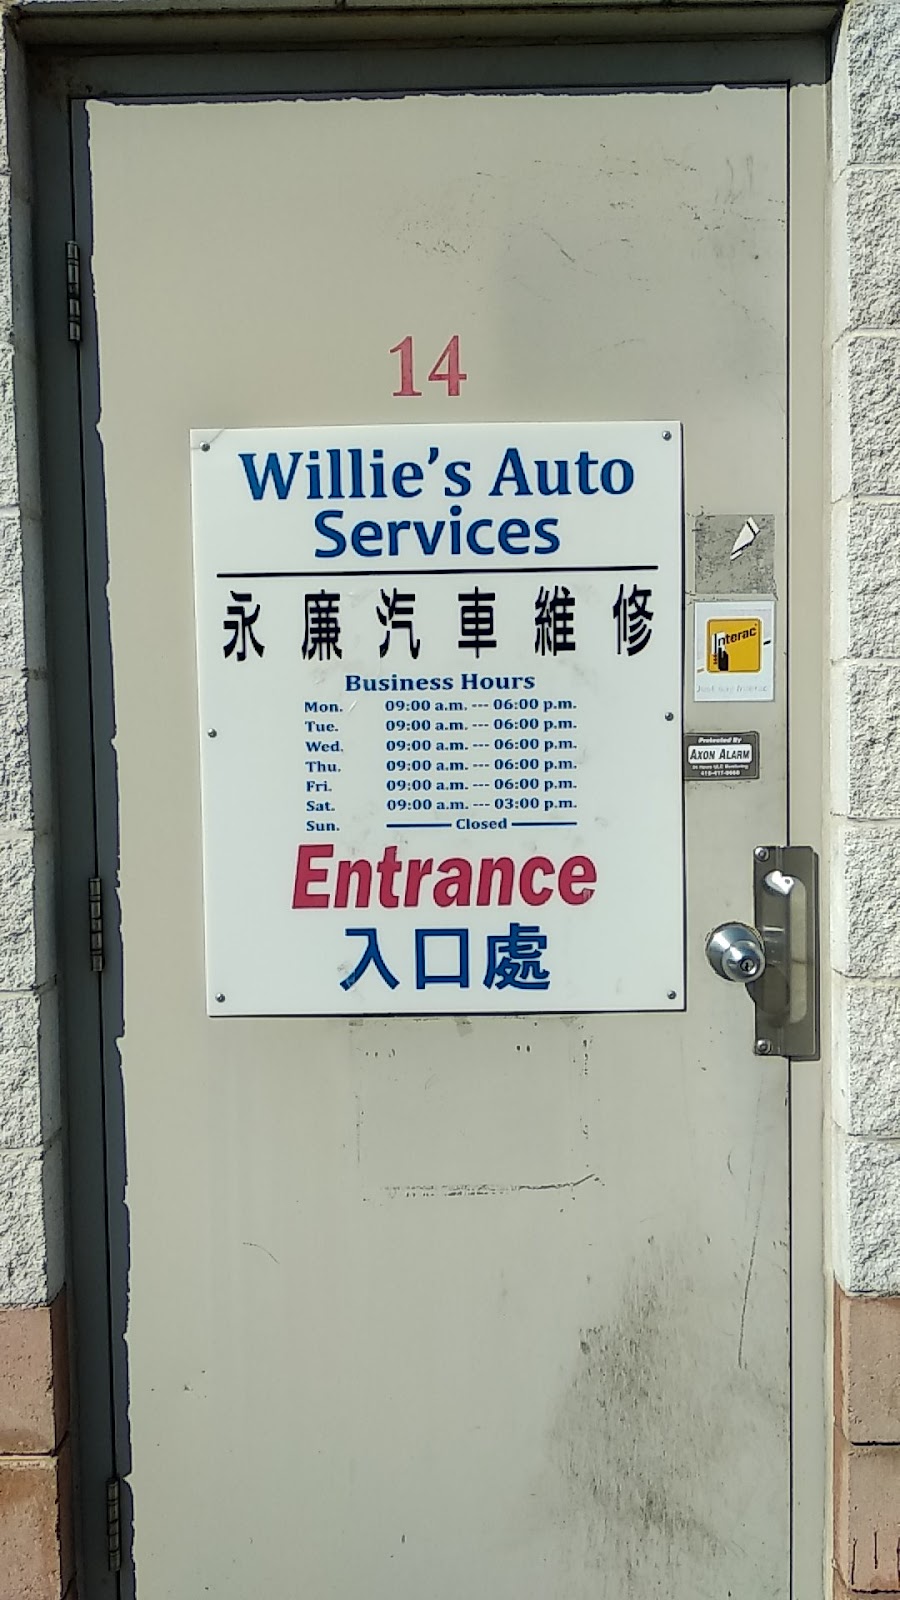 14
Willie's Auto
Services
永廉汽車維修
Business Hours
Mon. 09:00 a.m. --- 06:00 p.m.
Tue. 09:00 a.m. --- 06:00 p.m.
Wed. 09:00 a.m. --- 06:00 p.m.
Thu. 09:00 a.m. --- 06:00 p.m.
Fri. 09:00 a.m. --- 06:00 p.m.
Sat. 09:00 a.m. --- 03:00 p.m.
Sun. Closed
Entrance
入口處
Interac
Protected By
AXON ALARM